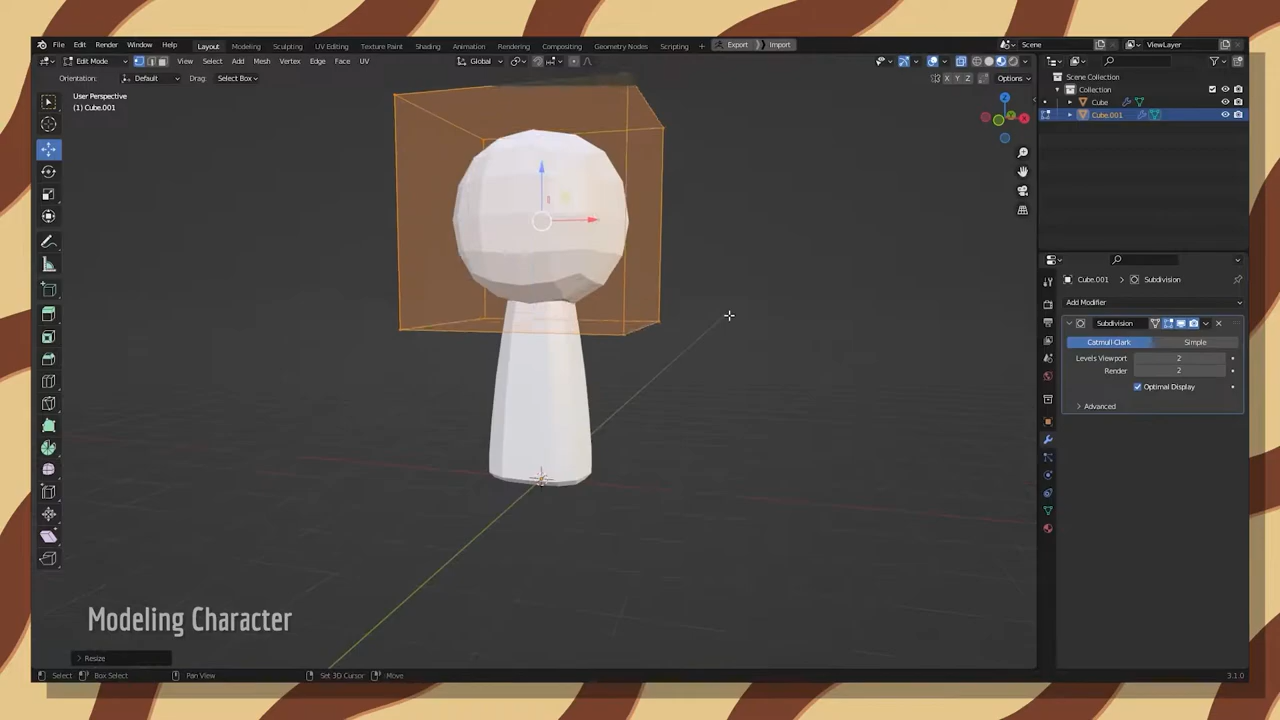 File Edit Render Window Help Layout Modeling Sculpting UV Editing Texture Paint Shading Animation Rendering Compositing Geometry Nodes Scripting + Export Import Scene ViewLayer
Edit Mode View Select Add Mesh Vertex Edge Face UV Global
Orientation: Default Drag: Select Box X Y Z Options
User Perspective
(1) Cube.001
Scene Collection
Collection
Cube
Cube.001
Cube.001 > Subdivision
Add Modifier
Subdivision
Catmull-Clark Simple
Levels Viewport 2
Render 2
Optimal Display
Advanced
Modeling Character
Resize
Select Box Select Pan View Set 3D Cursor Move 3.1.0